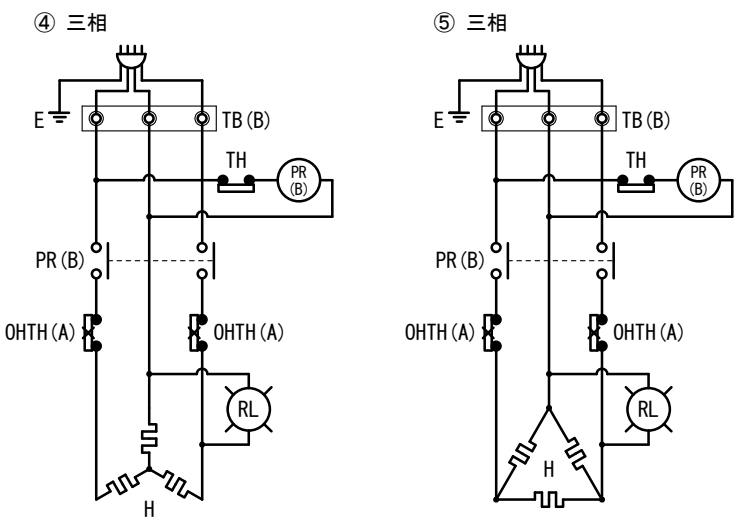 ④ 三相
E
TB(B)
TH
PR
(B)
PR(B)
OHTH(A)
OHTH(A)
RL
H
⑤ 三相
E
TB(B)
TH
PR
(B)
PR(B)
OHTH(A)
OHTH(A)
RL
H